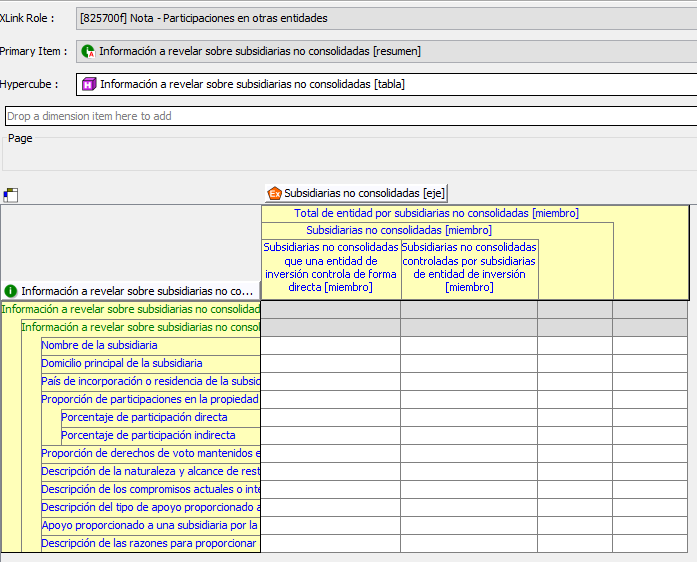 XLink Role : [825700f] Nota - Participaciones en otras entidades
Primary Item : Información a revelar sobre subsidiarias no consolidadas [resumen]
Hypercube : Información a revelar sobre subsidiarias no consolidadas [tabla]
Drop a dimension item here to add
Page
Subsidiarias no consolidadas [eje]
Total de entidad por subsidiarias no consolidadas [miembro]
Subsidiarias no consolidadas [miembro]
Subsidiarias no consolidadas
que una entidad de
inversión controla de forma
directa [miembro]
Subsidiarias no consolidadas
controladas por subsidiarias
de entidad de inversión
[miembro]
Información a revelar sobre subsidiarias no co...
Información a revelar sobre subsidiarias no consolidad
Información a revelar sobre subsidiarias no consol
Nombre de la subsidiaria
Domicilio principal de la subsidiaria
País de incorporación o residencia de la subsid
Proporción de participaciones en la propiedad
Porcentaje de participación directa
Porcentaje de participación indirecta
Proporción de derechos de voto mantenidos e
Descripción de la naturaleza y alcance de rest
Descripción de los compromisos actuales o inte
Descripción del tipo de apoyo proporcionado a
Apoyo proporcionado a una subsidiaria por la
Descripción de las razones para proporcionar